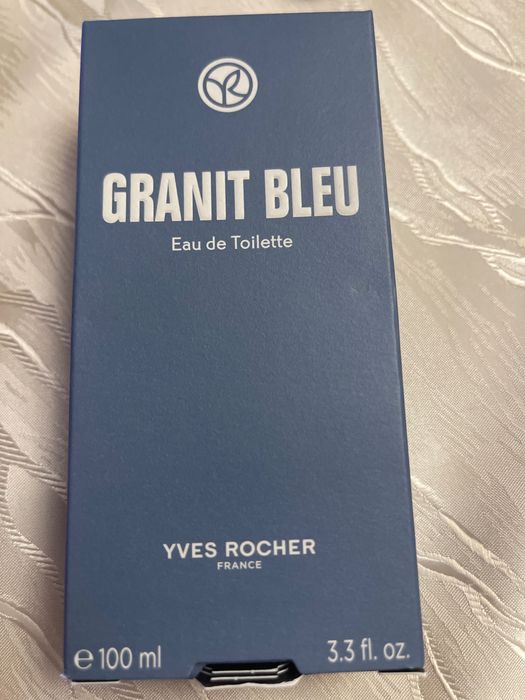 GRANIT BLEU
Eau de Toilette
YVES ROCHER
FRANCE
℮ 100 ml 3.3 fl. oz.